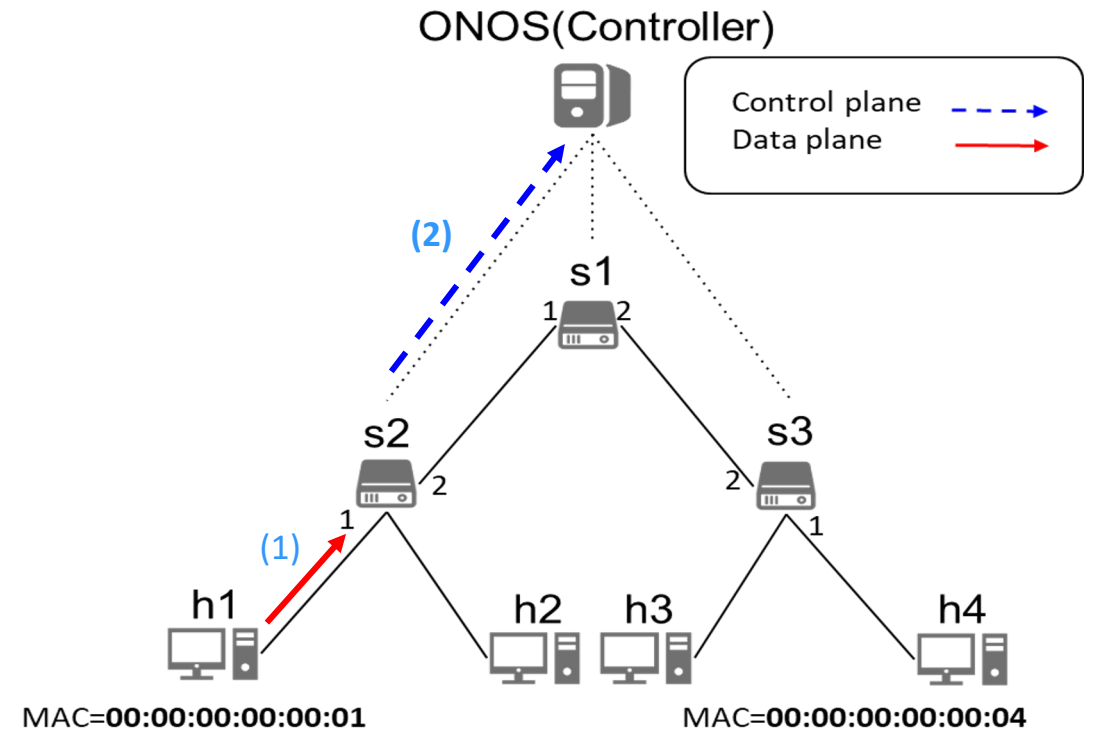 ONOS(Controller)
Control plane
Data plane
(2)
s1
1 2
s2
s3
2
2
1
1
(1)
h1
h2
h3
h4
MAC=00:00:00:00:00:01
MAC=00:00:00:00:00:04